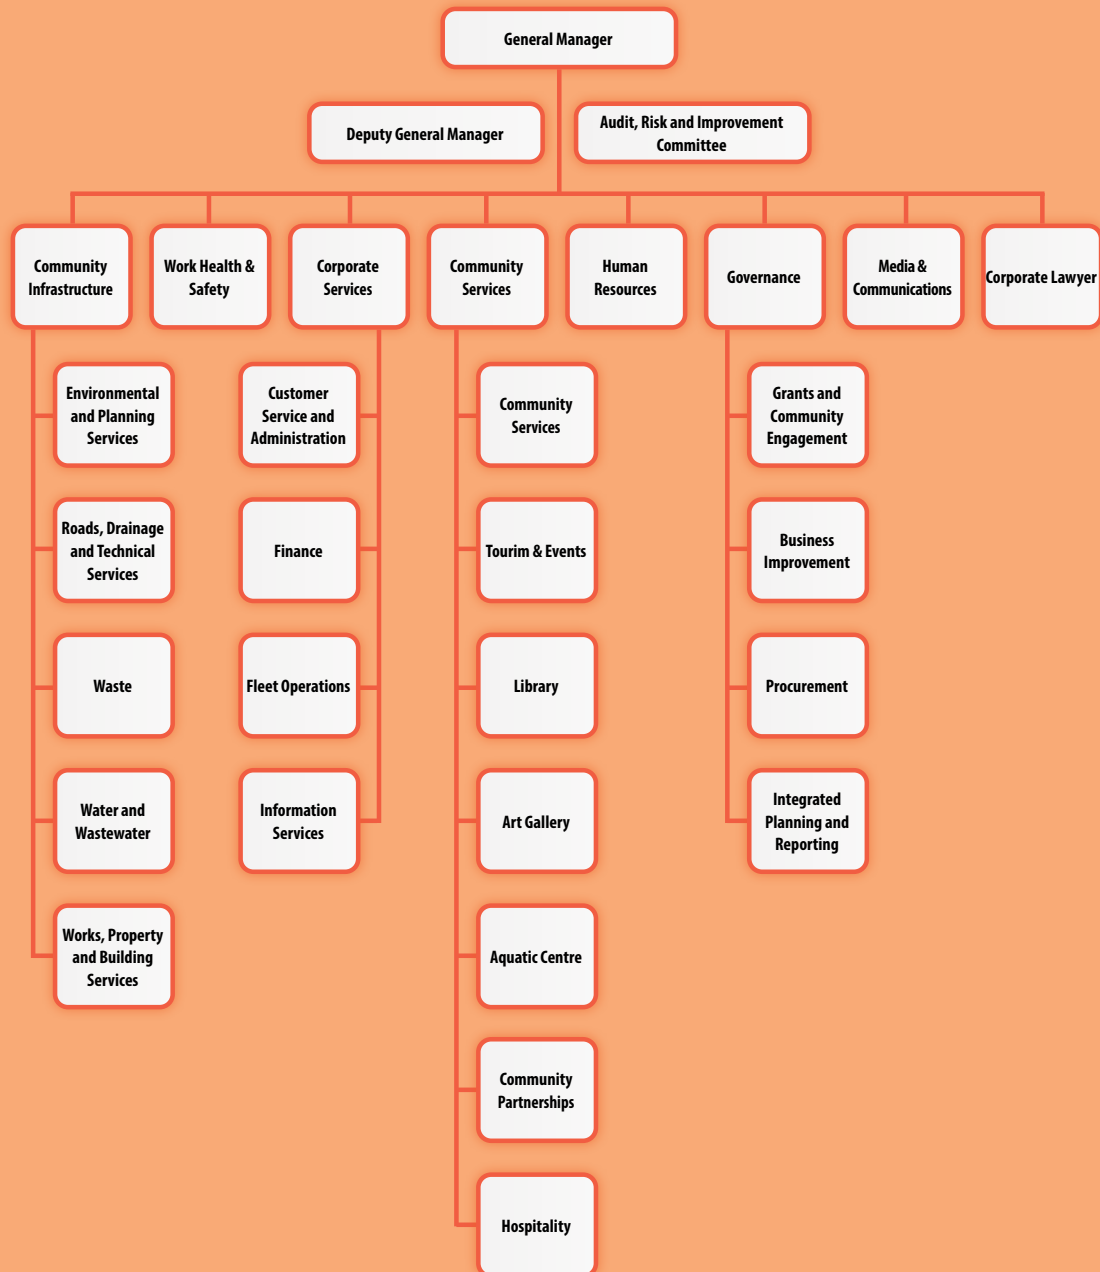 General Manager
Deputy General Manager
Audit, Risk and Improvement
Committee
Community
Infrastructure
Work Health &
Safety
Corporate
Services
Community
Services
Human
Resources
Governance
Media &
Communications
Corporate Lawyer
Environmental
and Planning
Services
Roads, Drainage
and Technical
Services
Waste
Water and
Wastewater
Works, Property
and Building
Services
Customer
Service and
Administration
Finance
Fleet Operations
Information
Services
Community
Services
Tourim & Events
Library
Art Gallery
Aquatic Centre
Community
Partnerships
Hospitality
Grants and
Community
Engagement
Business
Improvement
Procurement
Integrated
Planning and
Reporting